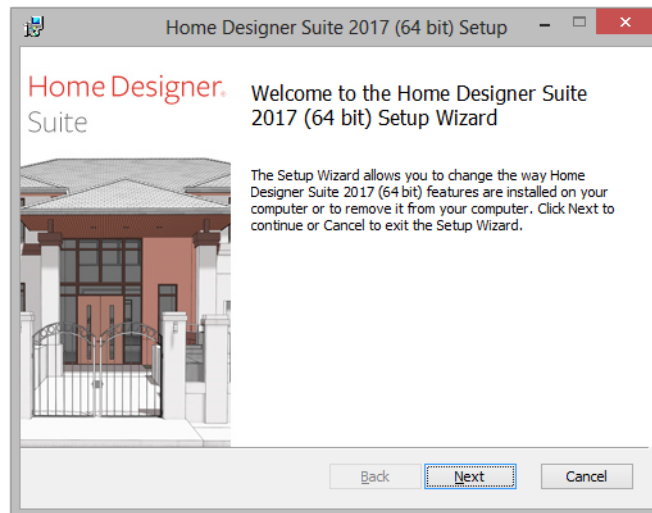 Home Designer Suite 2017 (64 bit) Setup
Home Designer®
Suite
Welcome to the Home Designer Suite
2017 (64 bit) Setup Wizard
The Setup Wizard allows you to change the way Home
Designer Suite 2017 (64 bit) features are installed on your
computer or to remove it from your computer. Click Next to
continue or Cancel to exit the Setup Wizard.
Back Next Cancel